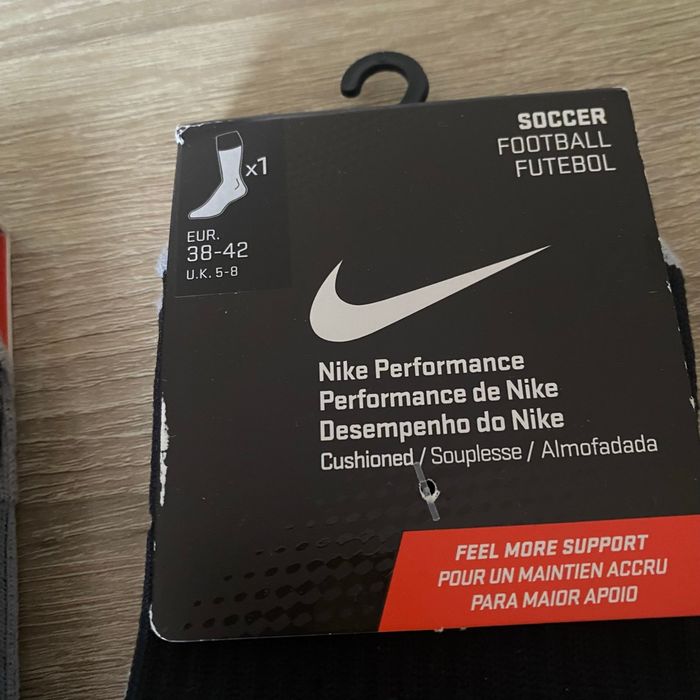 x1
EUR.
38-42
U.K. 5-8
SOCCER
FOOTBALL
FUTEBOL
Nike Performance
Performance de Nike
Desempenho do Nike
Cushioned / Souplesse / Almofadada
FEEL MORE SUPPORT
POUR UN MAINTIEN ACCRU
PARA MAIOR APOIO